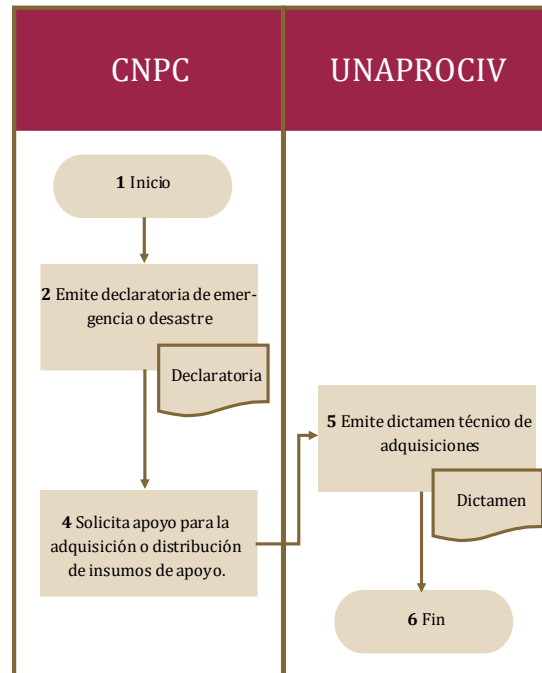 CNPC
UNAPROCIV
1 Inicio
2 Emite declaratoria de emer-
gencia o desastre
Declaratoria
4 Solicita apoyo para la
adquisición o distribución
de insumos de apoyo.
5 Emite dictamen técnico de
adquisiciones
Dictamen
6 Fin